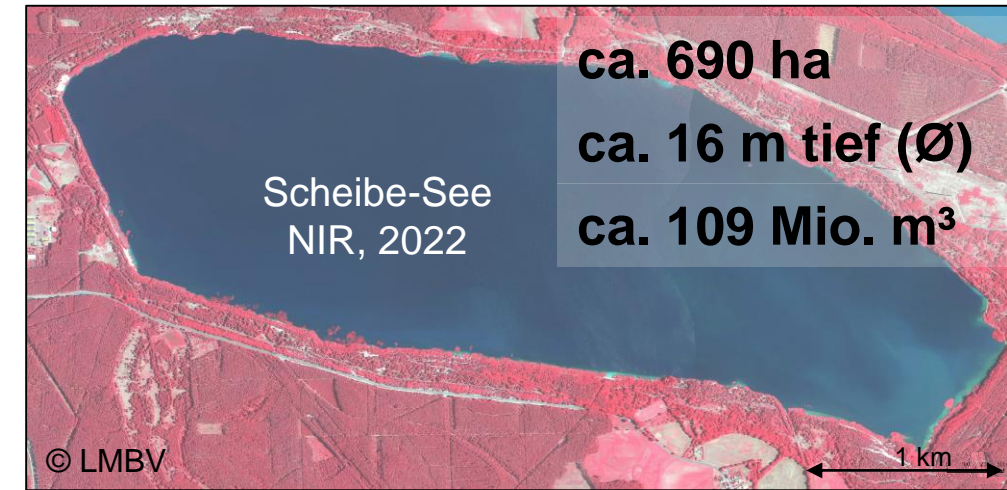 ca. 690 ha
ca. 16 m tief (Ø)
ca. 109 Mio. m³
Scheibe-See
NIR, 2022
© LMBV
1 km